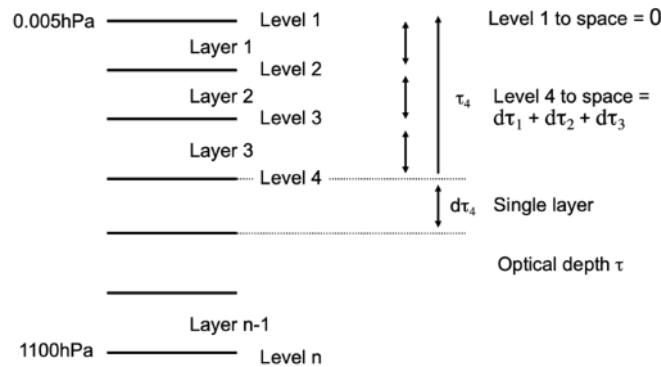 0.005hPa
Level 1
Level 1 to space = 0
Layer 1
Level 2
Layer 2
Level 3
τ4
Level 4 to space =
dτ1 + dτ2 + dτ3
Layer 3
Level 4
dτ4
Single layer
Optical depth τ
Layer n-1
1100hPa
Level n